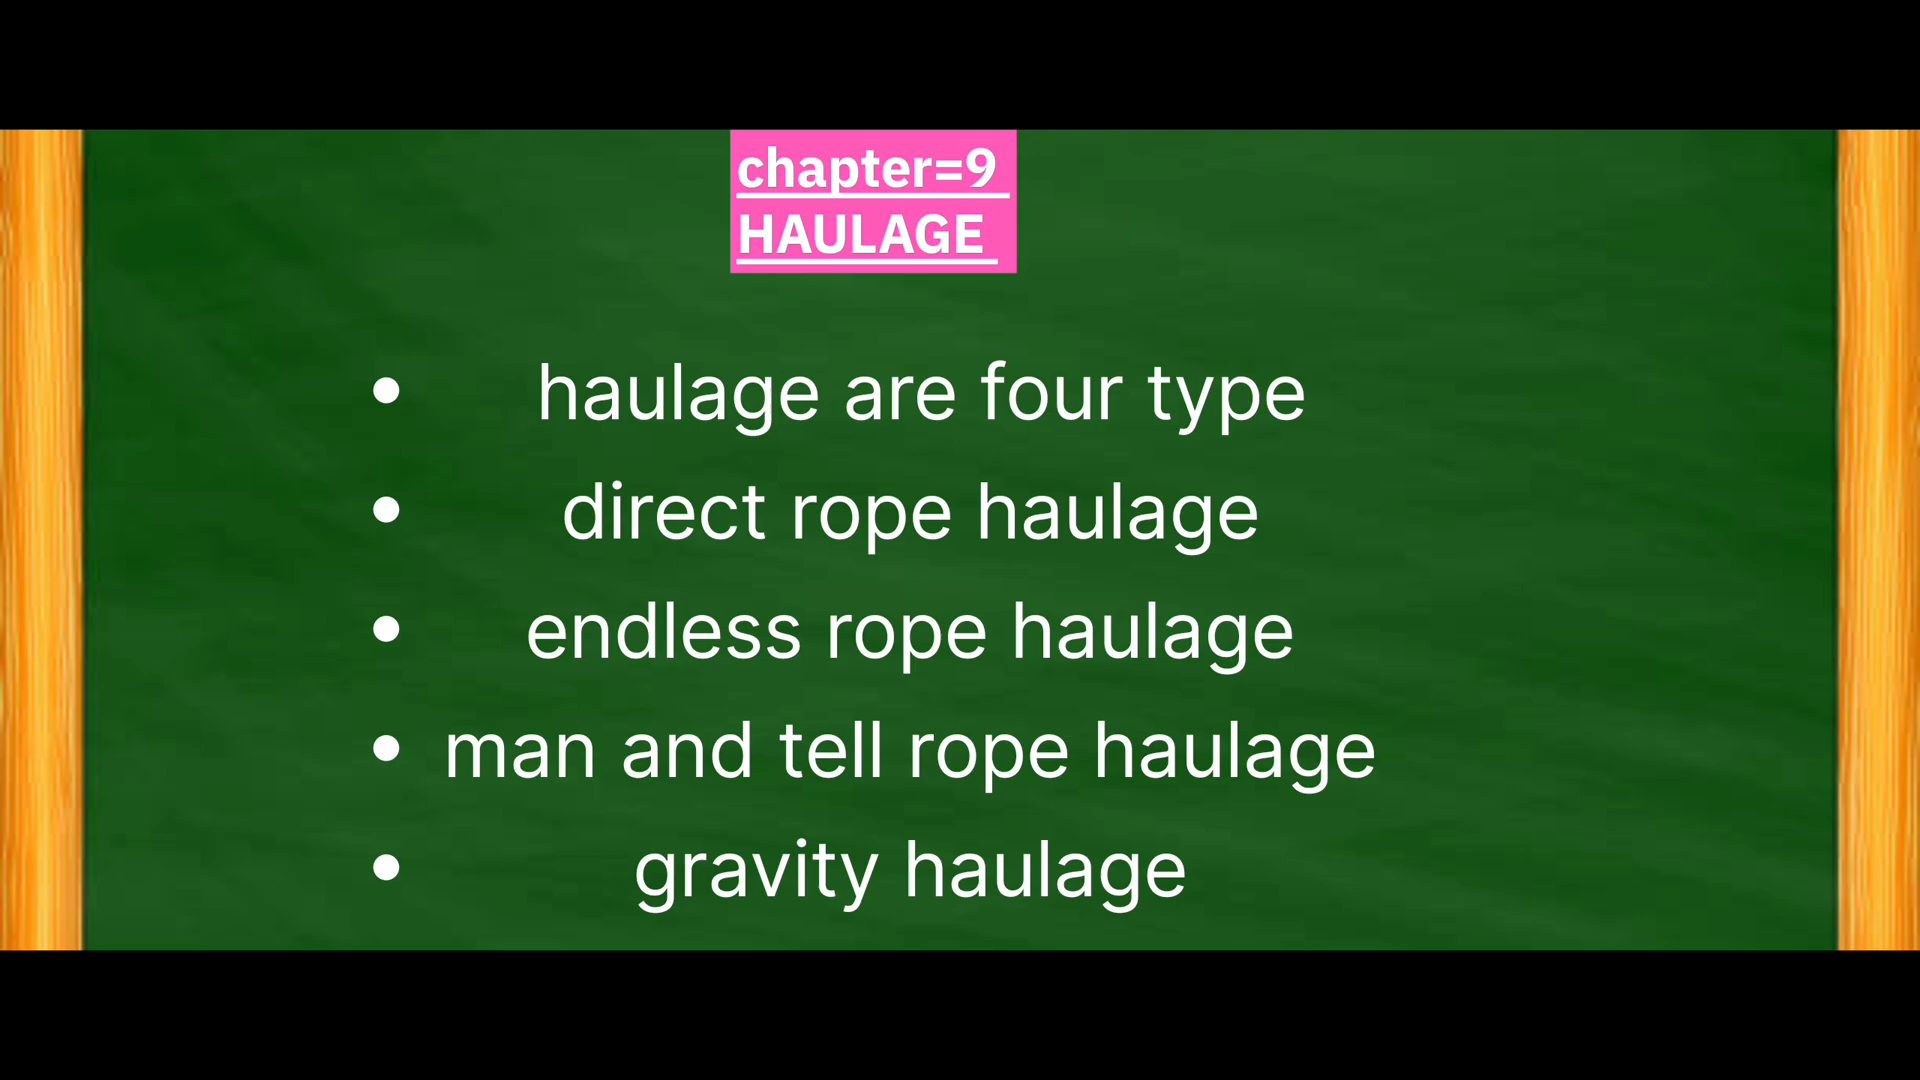 chapter=9
HAULAGE
• haulage are four type
• direct rope haulage
• endless rope haulage
• man and tell rope haulage
• gravity haulage